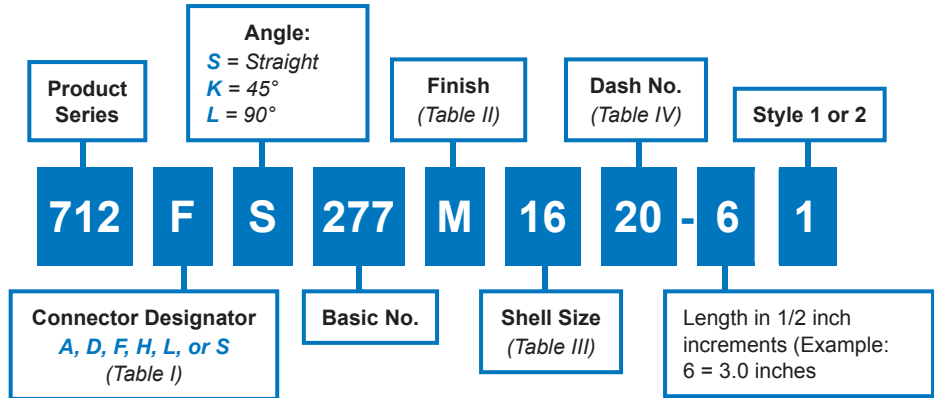 Product
Series
Angle:
S = Straight
K = 45°
L = 90°
Finish
(Table II)
Dash No.
(Table IV)
Style 1 or 2
712 F S 277 M 16 20 - 6 1
Connector Designator
A, D, F, H, L, or S
(Table I)
Basic No.
Shell Size
(Table III)
Length in 1/2 inch
increments (Example:
6 = 3.0 inches